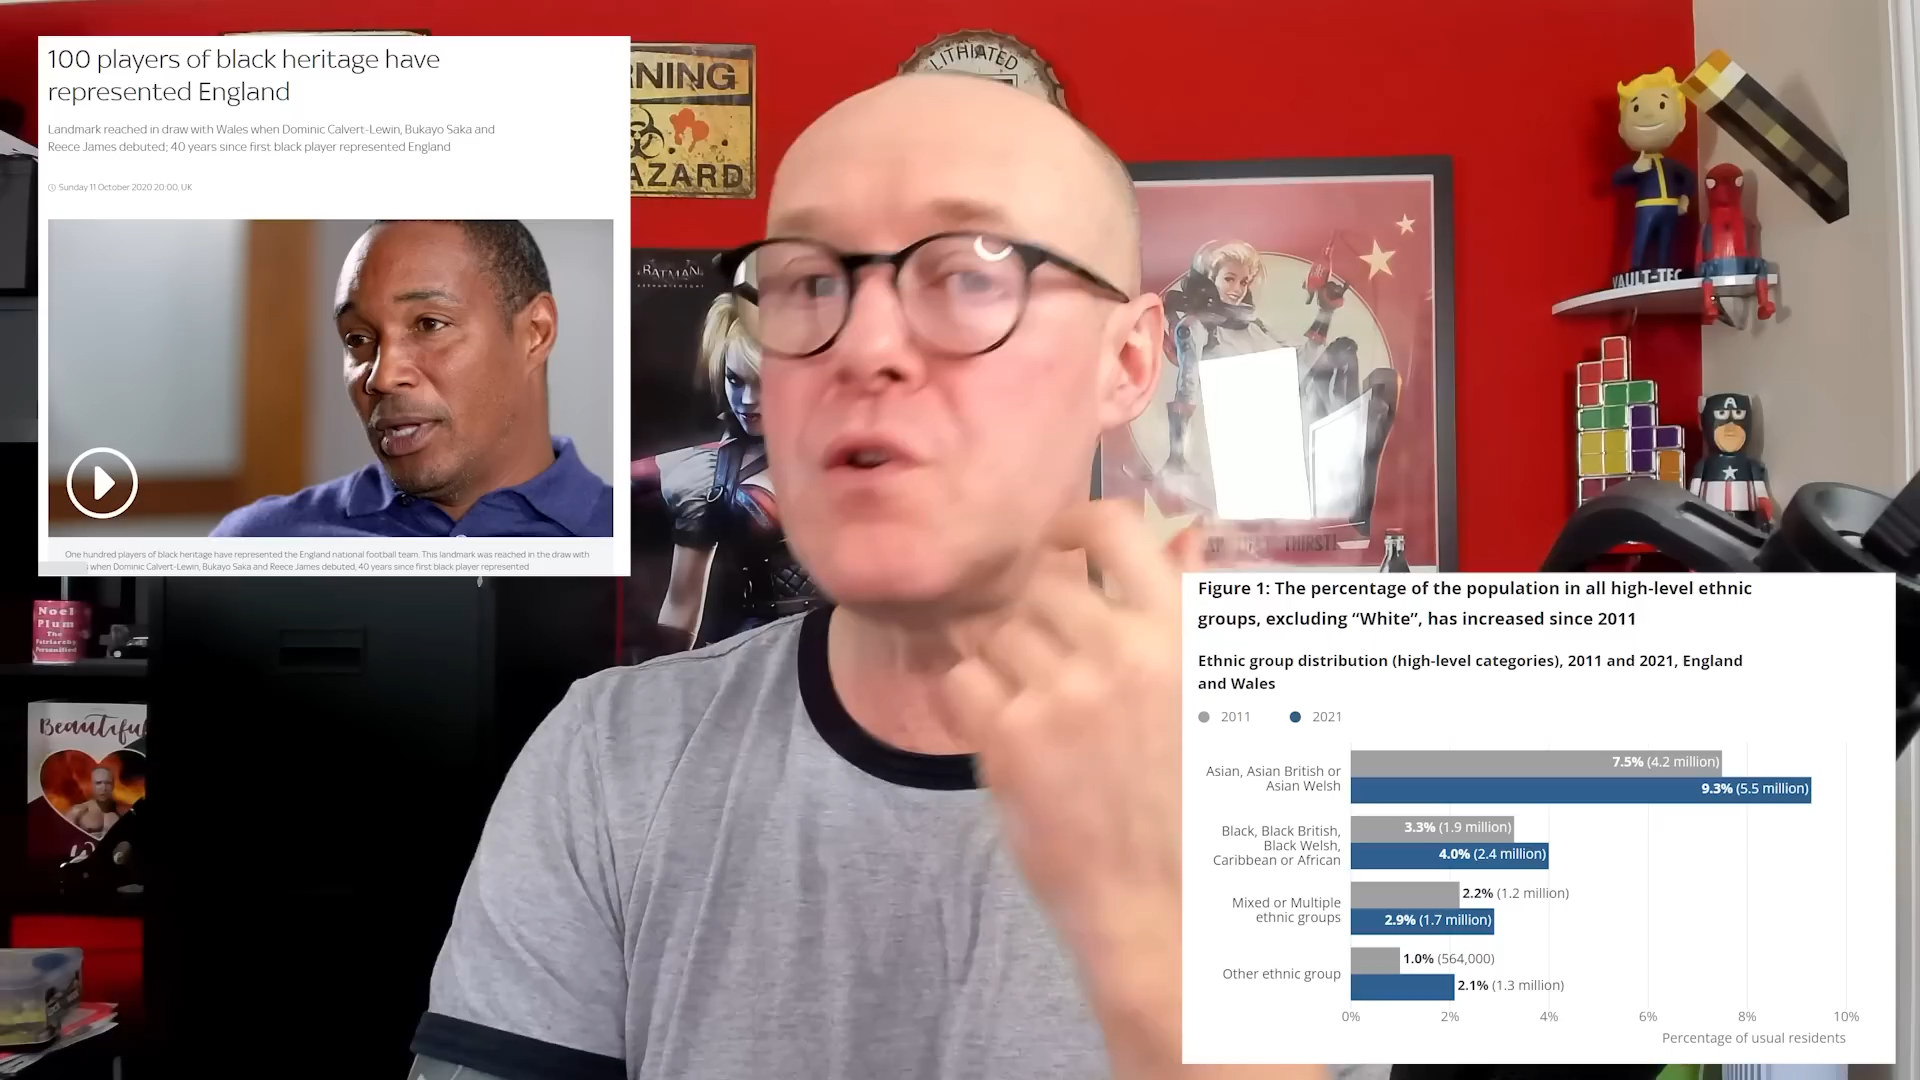 100 players of black heritage have
represented England
Landmark reached in draw with Wales when Dominic Calvert-Lewin, Bukayo Saka and
Reece James debuted; 40 years since first black player represented England
Sunday 11 October 2020 20:00, UK
One hundred players of black heritage have represented the England national football team. This landmark was reached in the draw with
when Dominic Calvert-Lewin, Bukayo Saka and Reece James debuted, 40 years since first black player represented
RNING
AZARD
LITHIATED
BATMAN
VAULT-TEC
THIRST!
A
Noel
Plum
The
Patriarchy
Personified
Beautiful
Figure 1: The percentage of the population in all high-level ethnic
groups, excluding “White”, has increased since 2011
Ethnic group distribution (high-level categories), 2011 and 2021, England
and Wales
2011 2021
Asian, Asian British or
Asian Welsh
7.5% (4.2 million)
9.3% (5.5 million)
Black, Black British,
Black Welsh,
Caribbean or African
3.3% (1.9 million)
4.0% (2.4 million)
Mixed or Multiple
ethnic groups
2.2% (1.2 million)
2.9% (1.7 million)
Other ethnic group
1.0% (564,000)
2.1% (1.3 million)
0% 2% 4% 6% 8% 10%
Percentage of usual residents